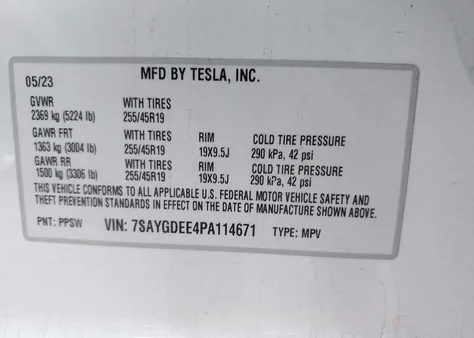 05/23 MFD BY TESLA, INC.
GVWR WITH TIRES
2369 kg (5224 lb) 255/45R19
GAWR FRT WITH TIRES RIM COLD TIRE PRESSURE
1363 kg (3004 lb) 255/45R19 19X9.5J 290 kPa, 42 psi
GAWR RR WITH TIRES RIM COLD TIRE PRESSURE
1500 kg (3306 lb) 255/45R19 19X9.5J 290 kPa, 42 psi
THIS VEHICLE CONFORMS TO ALL APPLICABLE U.S. FEDERAL MOTOR VEHICLE SAFETY AND
THEFT PREVENTION STANDARDS IN EFFECT ON THE DATE OF MANUFACTURE SHOWN ABOVE.
PNT: PPSW VIN: 7SAYGDEE4PA114671 TYPE: MPV